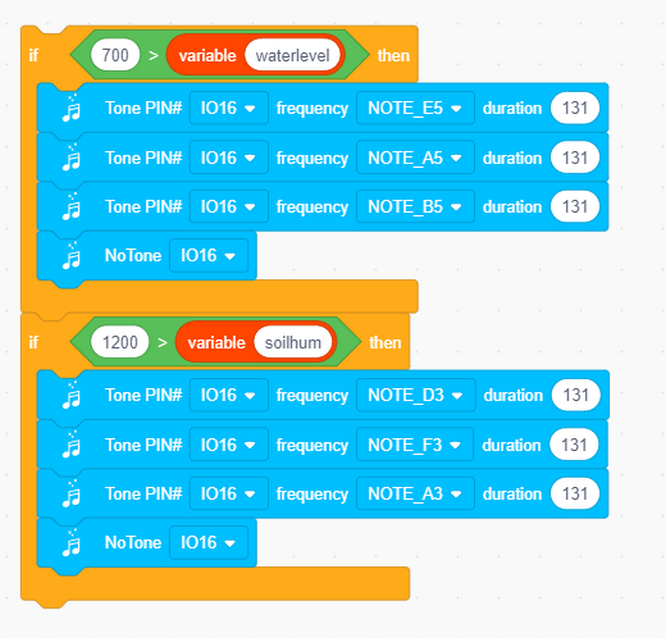 if 700 > variable waterlevel then
Tone PIN# IO16 frequency NOTE_E5 duration 131
Tone PIN# IO16 frequency NOTE_A5 duration 131
Tone PIN# IO16 frequency NOTE_B5 duration 131
NoTone IO16
if 1200 > variable soilhum then
Tone PIN# IO16 frequency NOTE_D3 duration 131
Tone PIN# IO16 frequency NOTE_F3 duration 131
Tone PIN# IO16 frequency NOTE_A3 duration 131
NoTone IO16